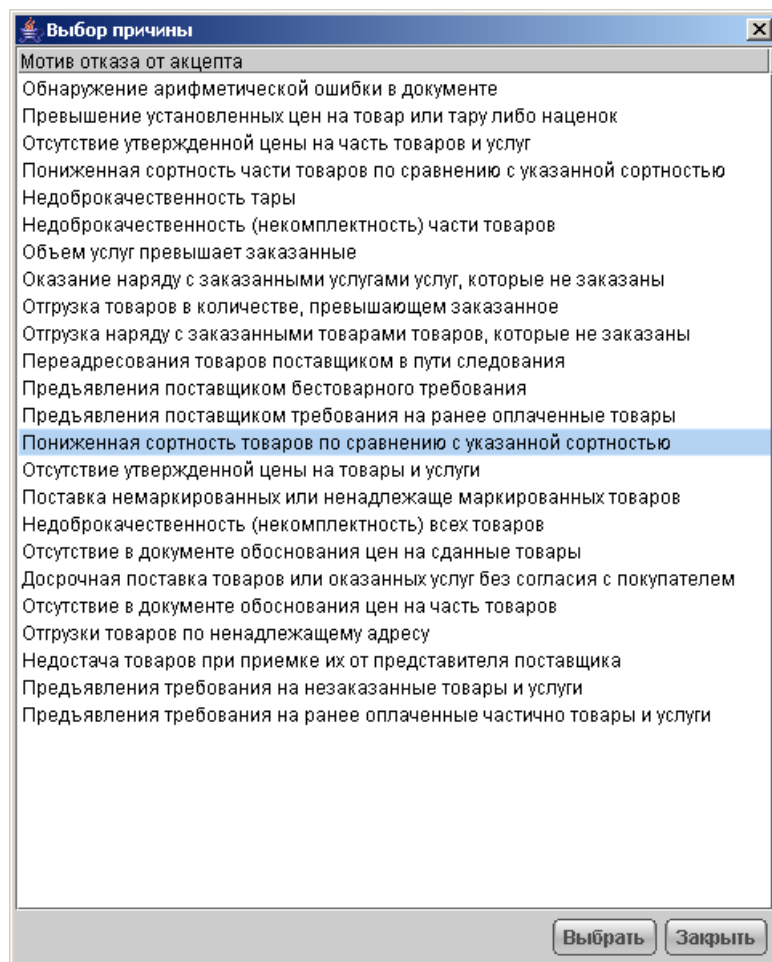 Выбор причины
Мотив отказа от акцепта
Обнаружение арифметической ошибки в документе
Превышение установленных цен на товар или тару либо наценок
Отсутствие утвержденной цены на часть товаров и услуг
Пониженная сортность части товаров по сравнению с указанной сортностью
Недоброкачественность тары
Недоброкачественность (некомплектность) части товаров
Объем услуг превышает заказанные
Оказание наряду с заказанными услугами услуг, которые не заказаны
Отгрузка товаров в количестве, превышающем заказанное
Отгрузка наряду с заказанными товарами товаров, которые не заказаны
Переадресования товаров поставщиком в пути следования
Предъявления поставщиком бестоварного требования
Предъявления поставщиком требования на ранее оплаченные товары
Пониженная сортность товаров по сравнению с указанной сортностью
Отсутствие утвержденной цены на товары и услуги
Поставка немаркированных или ненадлежаще маркированных товаров
Недоброкачественность (некомплектность) всех товаров
Отсутствие в документе обоснования цен на сданные товары
Досрочная поставка товаров или оказанных услуг без согласия с покупателем
Отсутствие в документе обоснования цен на часть товаров
Отгрузки товаров по ненадлежащему адресу
Недостача товаров при приемке их от представителя поставщика
Предъявления требования на незаказанные товары и услуги
Предъявления требования на ранее оплаченные частично товары и услуги
Выбрать Закрыть